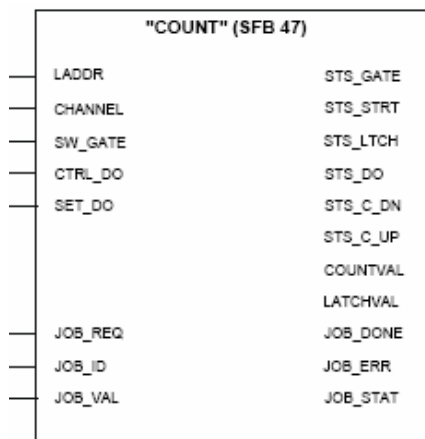 "COUNT" (SFB 47)
LADDR STS_GATE
CHANNEL STS_STRT
SW_GATE STS_LTCH
CTRL_DO STS_DO
SET_DO STS_C_DN
STS_C_UP
COUNTVAL
LATCHVAL
JOB_REQ JOB_DONE
JOB_ID JOB_ERR
JOB_VAL JOB_STAT